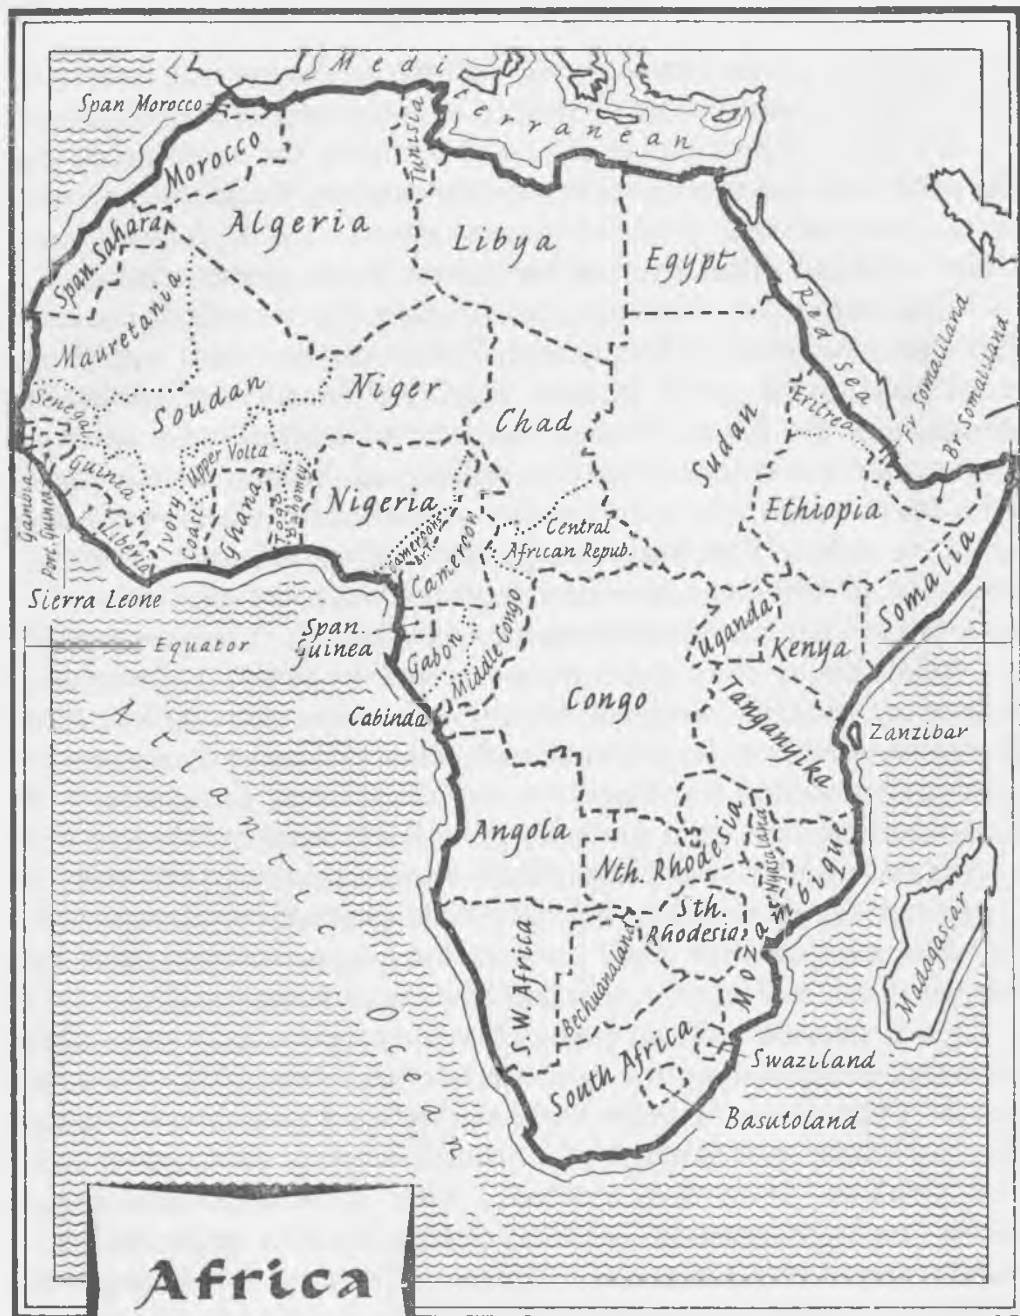 Medi
terranean
Span Morocco
Morocco
Tunisia
Algeria
Libya
Egypt
Span. Sahara
Mauretania
Red Sea
Fr. Somaliland
Br. Somaliland
Senegal
Soudan
Niger
Chad
Sudan
Eritrea
Gambia
Port. Guinea
Guinea
Upper Volta
Ivory
Coast
Ghana
Togo
Dahomey
Nigeria
Liberia
Cameroons
Br. T.
Cameroon
Central
African Repub.
Ethiopia
Somalia
Sierra Leone
Equator
Span.
Guinea
Gabon
Middle Congo
Uganda
Kenya
Congo
Cabinda
Tanganyika
Zanzibar
Atlantic Ocean
Angola
Nth. Rhodesia
Nyasaland
Mozambique
Sth.
Rhodesia
S.W. Africa
Bechuanaland
Madagascar
South Africa
Swaziland
Basutoland
Africa